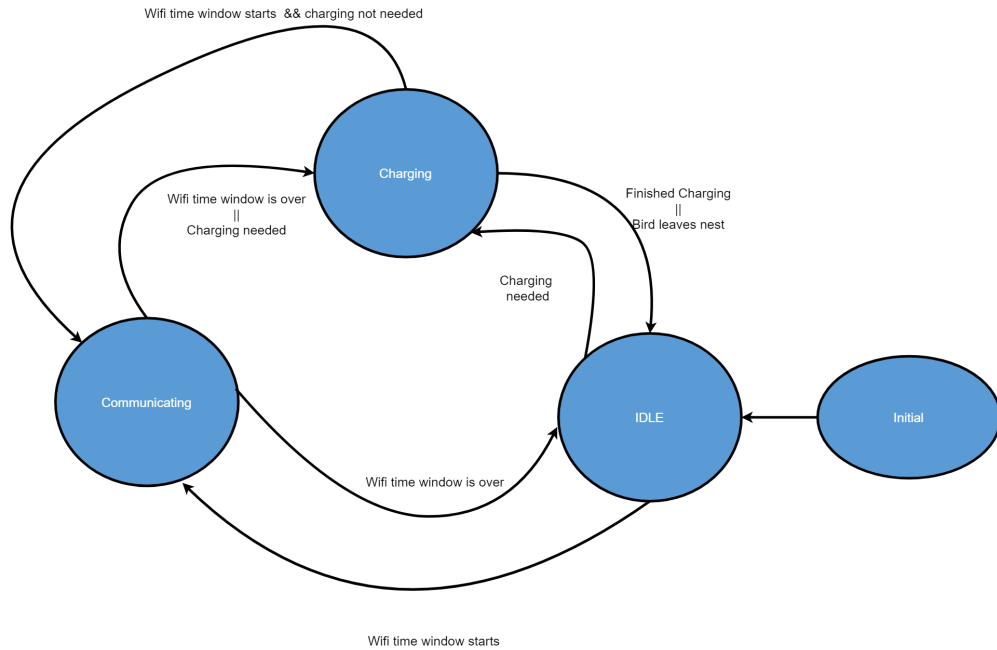 Wifi time window starts  && charging not needed
Charging
Wifi time window is over
||
Charging needed
Finished Charging
||
Bird leaves nest
Charging
needed
Communicating
IDLE
Initial
Wifi time window is over
Wifi time window starts